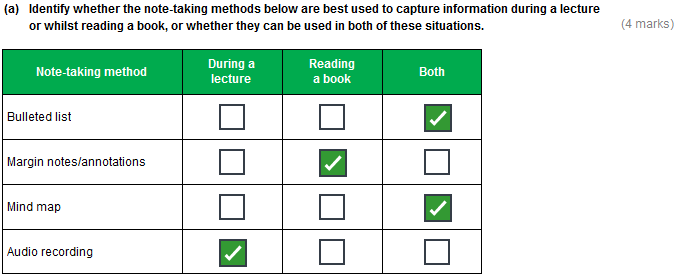 (a) Identify whether the note-taking methods below are best used to capture information during a lecture
or whilst reading a book, or whether they can be used in both of these situations.
(4 marks)
Note-taking method
During a
lecture
Reading
a book
Both
Bulleted list
Margin notes/annotations
Mind map
Audio recording